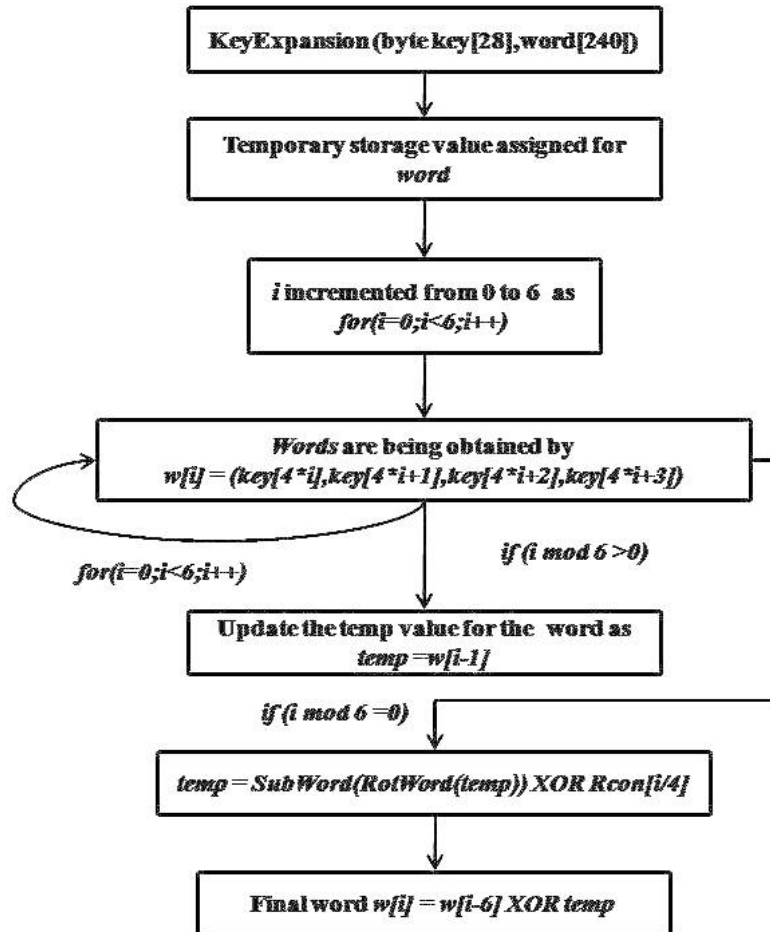 KeyExpansion (byte key[28],word[240])
Temporary storage value assigned for
word
i incremented from 0 to 6 as
for(i=0;i<6;i++)
Words are being obtained by
w[i] = (key[4*i],key[4*i+1],key[4*i+2],key[4*i+3])
for(i=0;i<6;i++)
if (i mod 6 >0)
Update the temp value for the word as
temp =w[i-1]
if (i mod 6 =0)
temp = SubWord(RotWord(temp)) XOR Rcon[i/4]
Final word w[i] = w[i-6] XOR temp